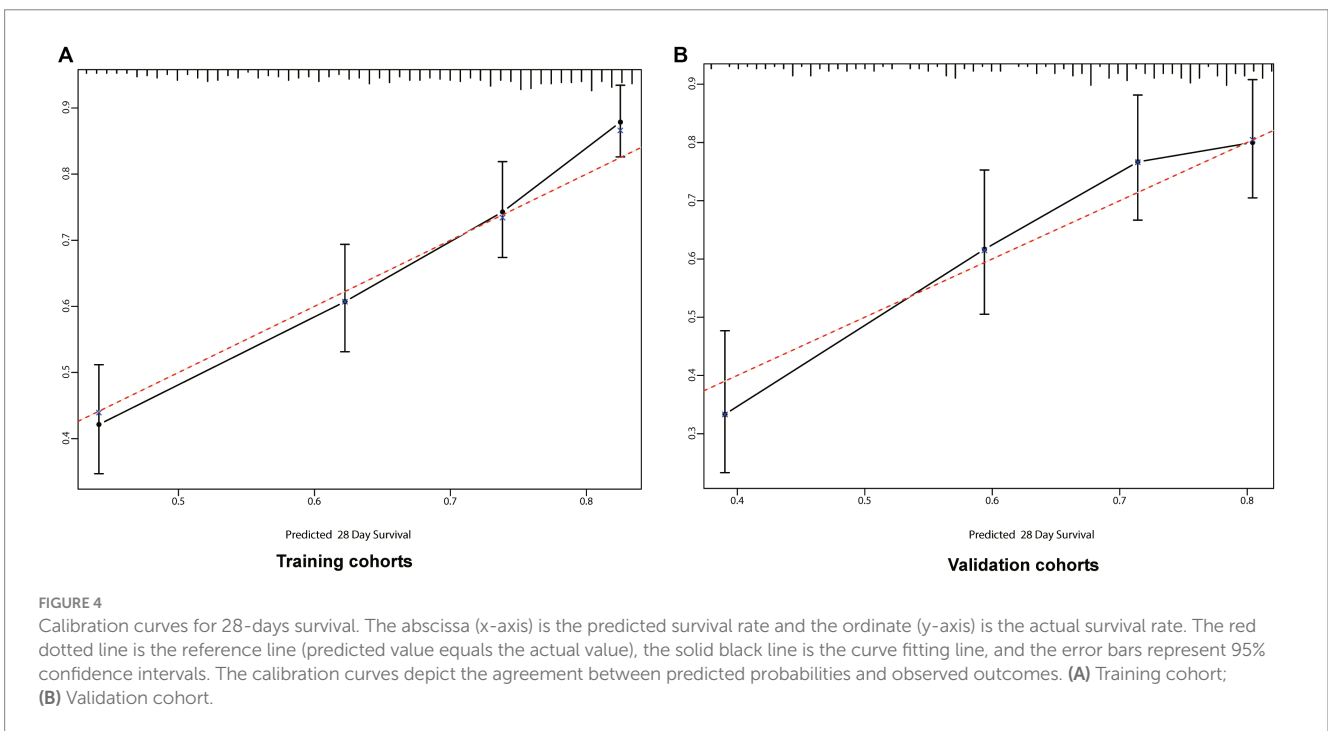 A
B
0.9
0.8
0.7
0.6
0.5
0.4
0.5
0.6
0.7
0.8
Predicted 28 Day Survival
Training cohorts
0.9
0.8
0.7
0.6
0.5
0.4
0.3
0.4
0.5
0.6
0.7
0.8
Predicted 28 Day Survival
Validation cohorts
FIGURE 4
Calibration curves for 28-days survival. The abscissa (x-axis) is the predicted survival rate and the ordinate (y-axis) is the actual survival rate. The red
dotted line is the reference line (predicted value equals the actual value), the solid black line is the curve fitting line, and the error bars represent 95%
confidence intervals. The calibration curves depict the agreement between predicted probabilities and observed outcomes. (A) Training cohort;
(B) Validation cohort.